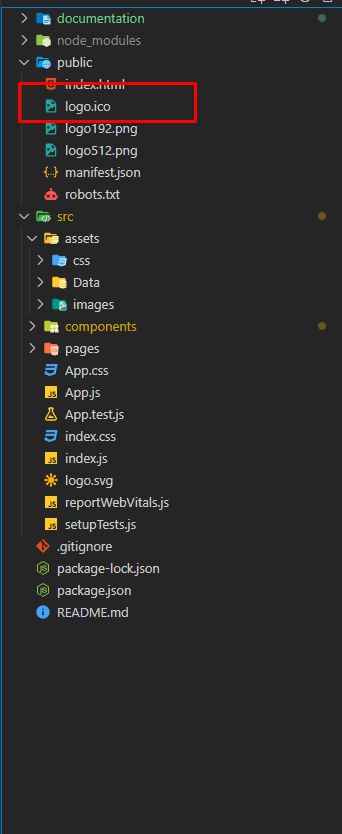 documentation
node_modules
public
index.html
logo.ico
logo192.png
logo512.png
manifest.json
robots.txt
src
assets
css
Data
images
components
pages
App.css
App.js
App.test.js
index.css
index.js
logo.svg
reportWebVitals.js
setupTests.js
.gitignore
package-lock.json
package.json
README.md